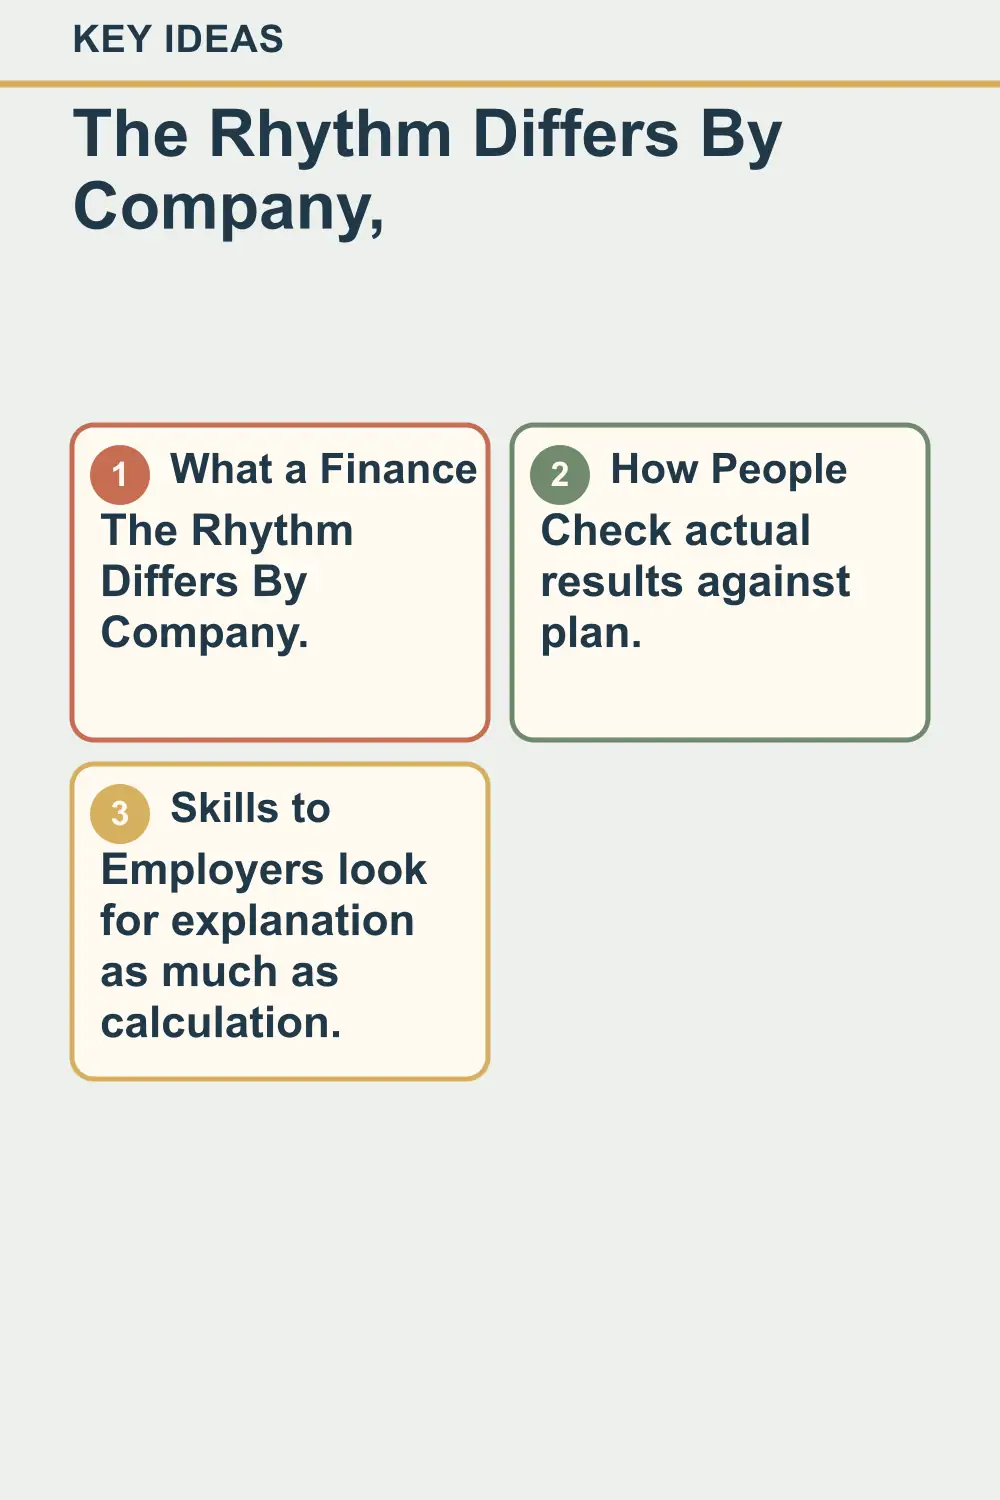 KEY IDEAS
The Rhythm Differs By
Company,
1 What a Finance
The Rhythm
Differs By
Company.
2 How People
Check actual
results against
plan.
3 Skills to
Employers look
for explanation
as much as
calculation.